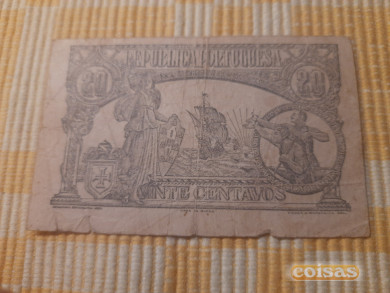 REPUBLICA PORTUGUESA
20 20
VINTE CENTAVOS
coisas